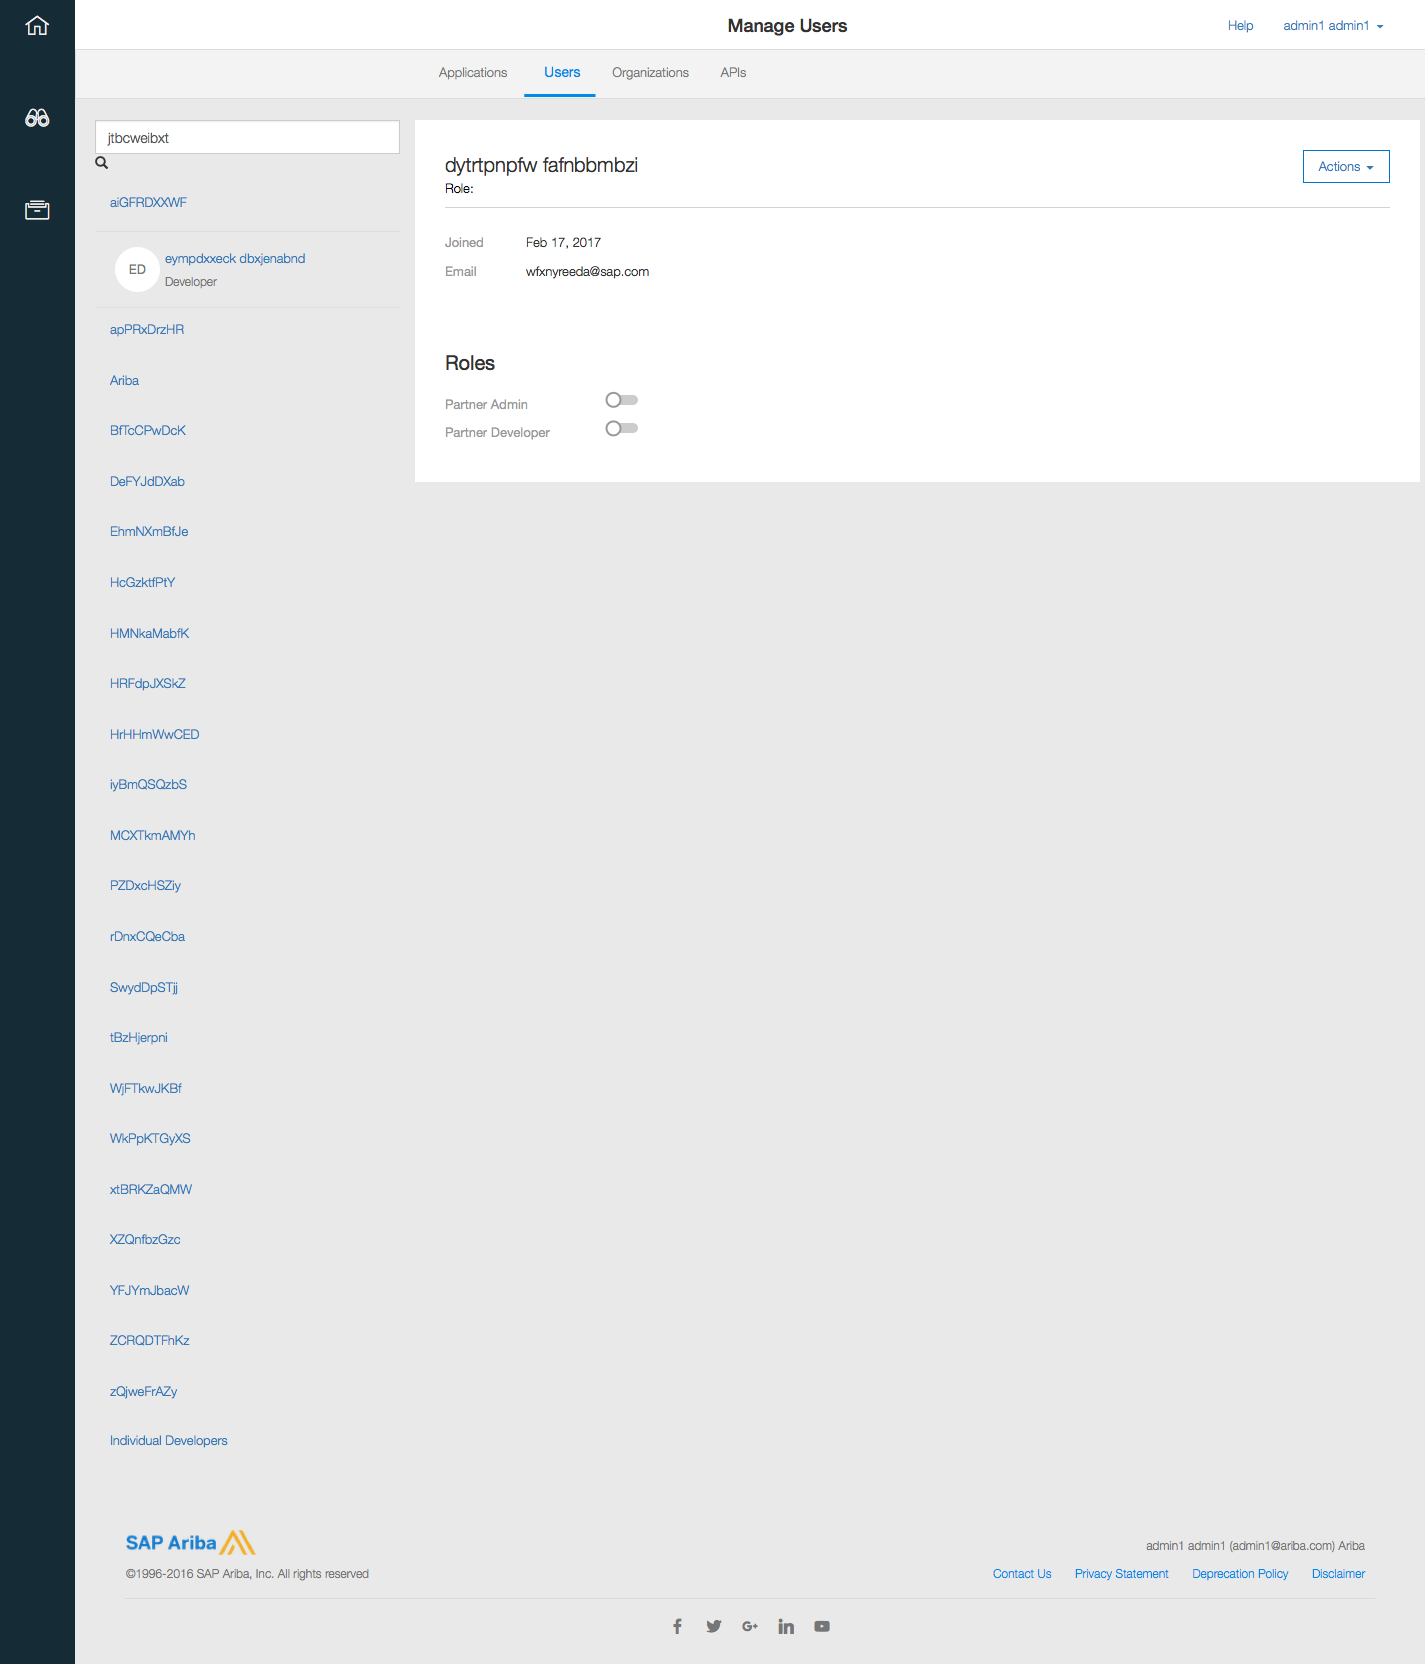 Manage Users
Help
admin1 admin1
Applications
Users
Organizations
APIs
jtbcweibxt
aiGFRDXXWF
ED
eympdxxeck dbxjenabnd
Developer
apPRxDrzHR
Ariba
BfTcCPwDcK
DeFYJdDXab
EhmNXmBfJe
HcGzktfPtY
HMNkaMabfK
HRFdpJXSkZ
HrHHmWwCED
iyBmQSQzbS
MCXTkmAMYh
PZDxcHSZiy
rDnxCQeCba
SwydDpSTjj
tBzHjerpni
WjFTkwJKBf
WkPpKTGyXS
xtBRKZaQMW
XZQnfbzGzc
YFJYmJbacW
ZCRQDTFhKz
zQjweFrAZy
Individual Developers
dytrtpnpfw fafnbbmbzi
Role:
Actions
Joined Feb 17, 2017
Email wfxnyreeda@sap.com
Roles
Partner Admin
Partner Developer
SAP Ariba
©1996-2016 SAP Ariba, Inc. All rights reserved
admin1 admin1 (admin1@ariba.com) Ariba
Contact Us Privacy Statement Deprecation Policy Disclaimer